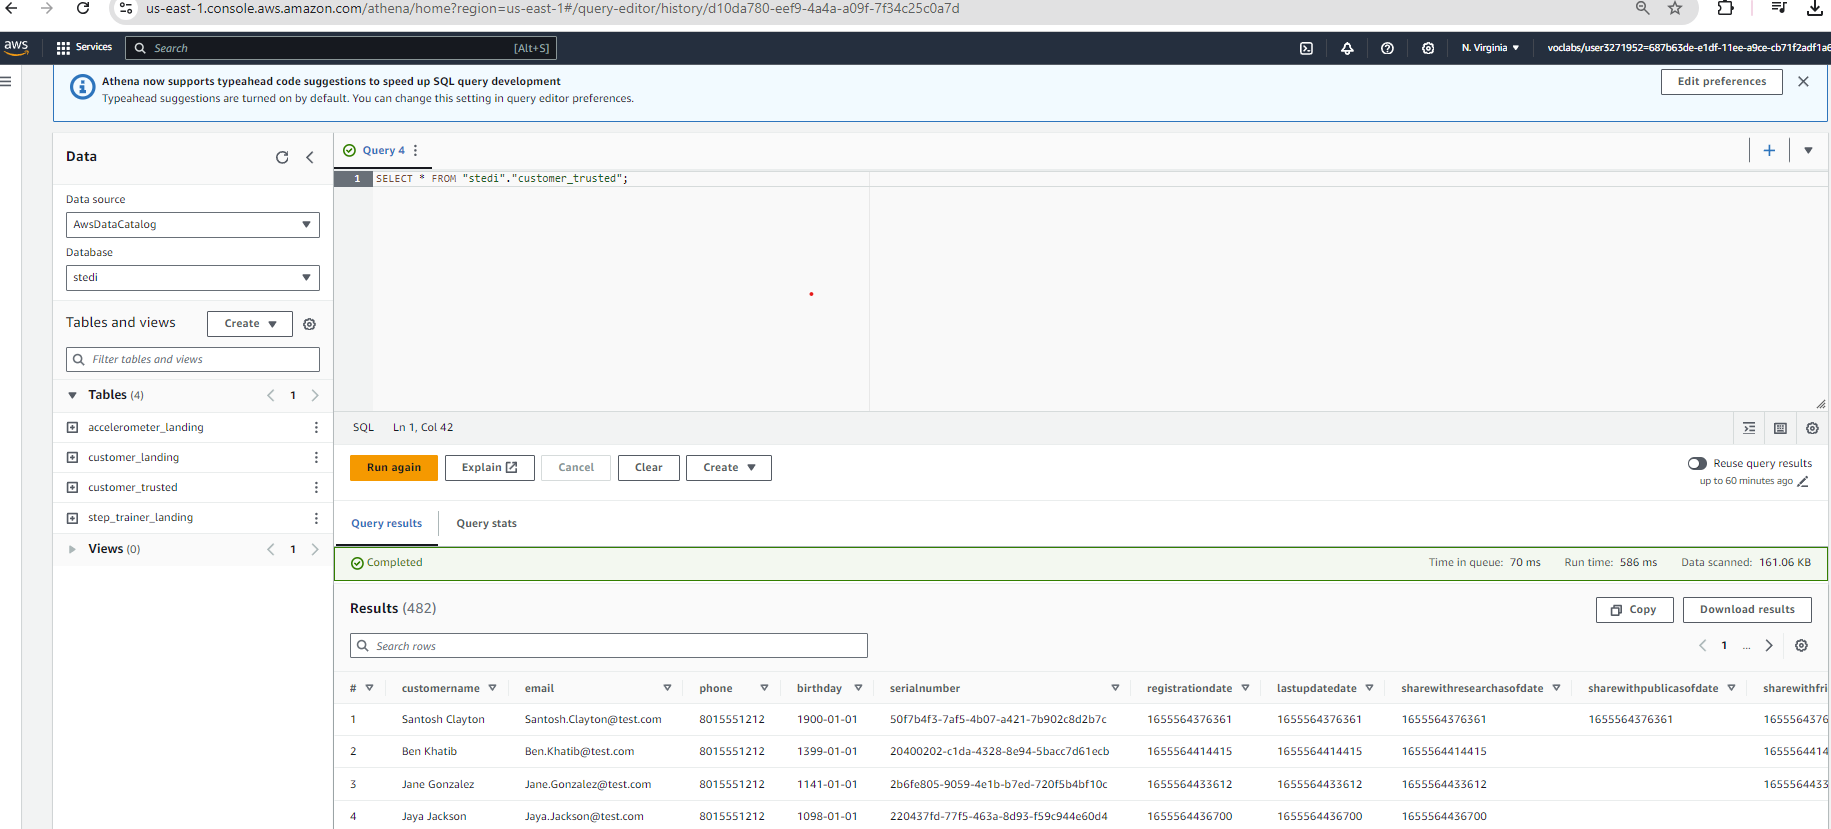 us-east-1.console.aws.amazon.com/athena/home?region=us-east-1#/query-editor/history/d10da780-eef9-4a4a-a09f-7f34c25c0a7d
aws Services Search [Alt+S] N. Virginia voclabs/user3271952=687b63de-e1df-11ee-a9ce-cb71f2adf1a6
Athena now supports typeahead code suggestions to speed up SQL query development
Typeahead suggestions are turned on by default. You can change this setting in query editor preferences.
Edit preferences
Data
Data source
AwsDataCatalog
Database
stedi
Tables and views Create
Filter tables and views
Tables (4) 1
accelerometer_landing
customer_landing
customer_trusted
step_trainer_landing
Views (0) 1
Query 4
1 SELECT * FROM "stedi"."customer_trusted";
SQL Ln 1, Col 42
Run again Explain Cancel Clear Create
Reuse query results
up to 60 minutes ago
Query results Query stats
Completed Time in queue: 70 ms Run time: 586 ms Data scanned: 161.06 KB
Results (482) Copy Download results
Search rows 1 ...
# customername email phone birthday serialnumber registrationdate lastupdatedate sharewithresearchasofdate sharewithpublicasofdate sharewithfri
1 Santosh Clayton Santosh.Clayton@test.com 8015551212 1900-01-01 50f7b4f3-7af5-4b07-a421-7b902c8d2b7c 1655564376361 1655564376361 1655564376361 1655564376361 1655564376
2 Ben Khatib Ben.Khatib@test.com 8015551212 1399-01-01 20400202-c1da-4328-8e94-5bacc7d61ecb 1655564414415 1655564414415 1655564414415 1655564414
3 Jane Gonzalez Jane.Gonzalez@test.com 8015551212 1141-01-01 2b6fe805-9059-4e1b-b7ed-720f5b4bf10c 1655564433612 1655564433612 1655564433612 1655564433
4 Jaya Jackson Jaya.Jackson@test.com 8015551212 1098-01-01 220437fd-77f5-463a-8d93-f59c944e60d4 1655564436700 1655564436700 1655564436700